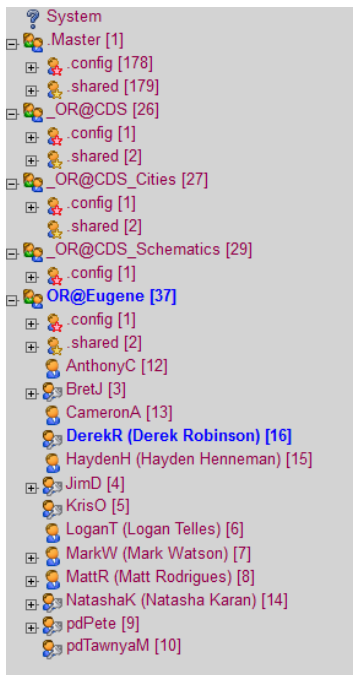 System
.Master [1]
.config [178]
.shared [179]
_OR@CDS [26]
.config [1]
.shared [2]
_OR@CDS_Cities [27]
.config [1]
.shared [2]
_OR@CDS_Schematics [29]
.config [1]
OR@Eugene [37]
.config [1]
.shared [2]
AnthonyC [12]
BretJ [3]
CameronA [13]
DerekR (Derek Robinson) [16]
HaydenH (Hayden Henneman) [15]
JimD [4]
KrisO [5]
LoganT (Logan Telles) [6]
MarkW (Mark Watson) [7]
MattR (Matt Rodrigues) [8]
NatashaK (Natasha Karan) [14]
pdPete [9]
pdTawnyaM [10]